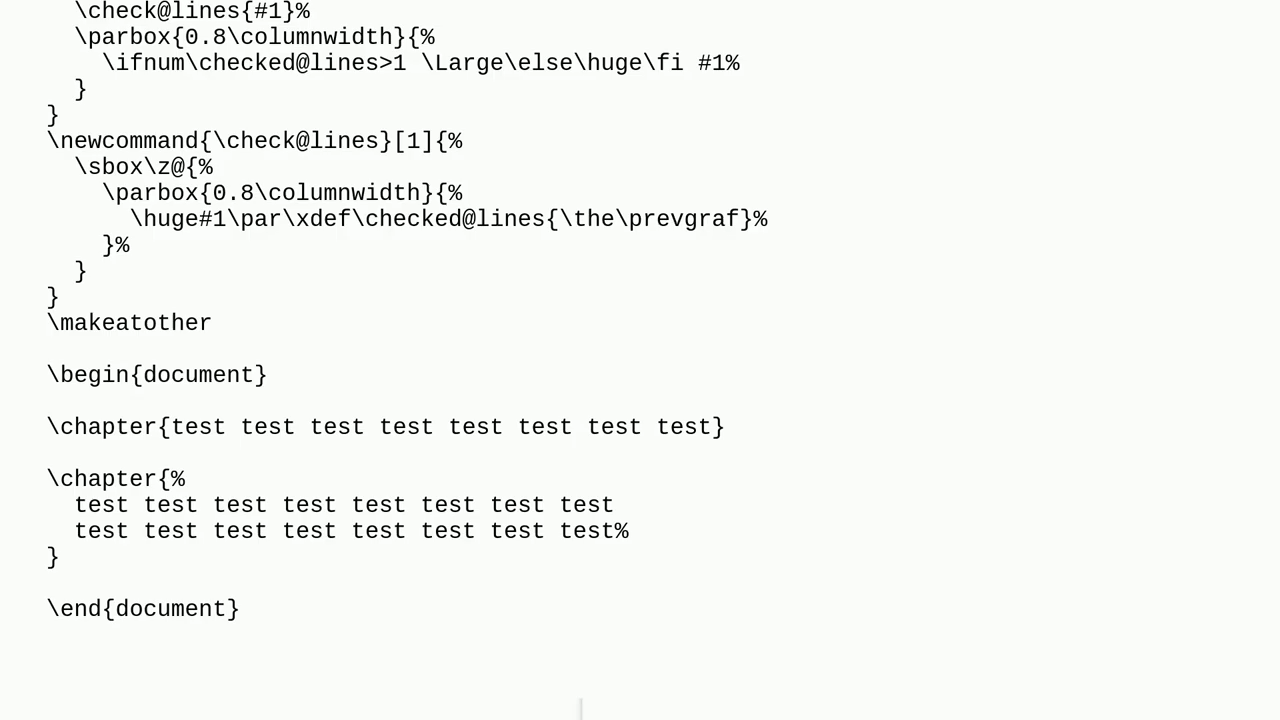 \check@lines{#1}%
  \parbox{0.8\columnwidth}{%
    \ifnum\checked@lines>1 \Large\else\huge\fi #1%
  }
}
\newcommand{\check@lines}[1]{%
  \sbox\z@{%
    \parbox{0.8\columnwidth}{%
      \huge#1\par\xdef\checked@lines{\the\prevgraf}%
    }%
  }
}
\makeatother

\begin{document}

\chapter{test test test test test test test test}

\chapter{%
  test test test test test test test test
  test test test test test test test test%
}

\end{document}